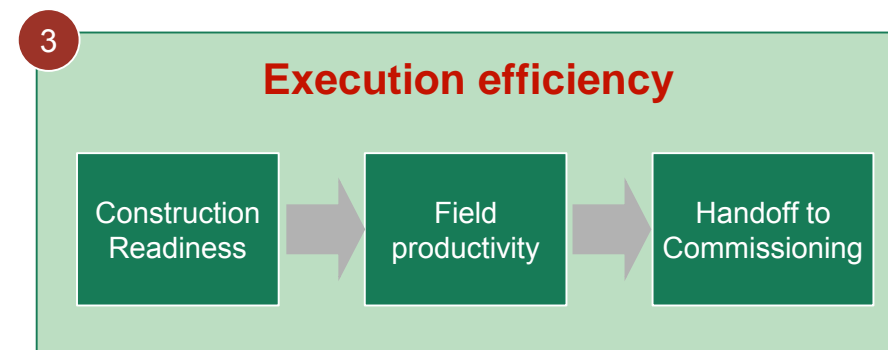 3
Execution efficiency
Construction
Readiness
Field
productivity
Handoff to
Commissioning